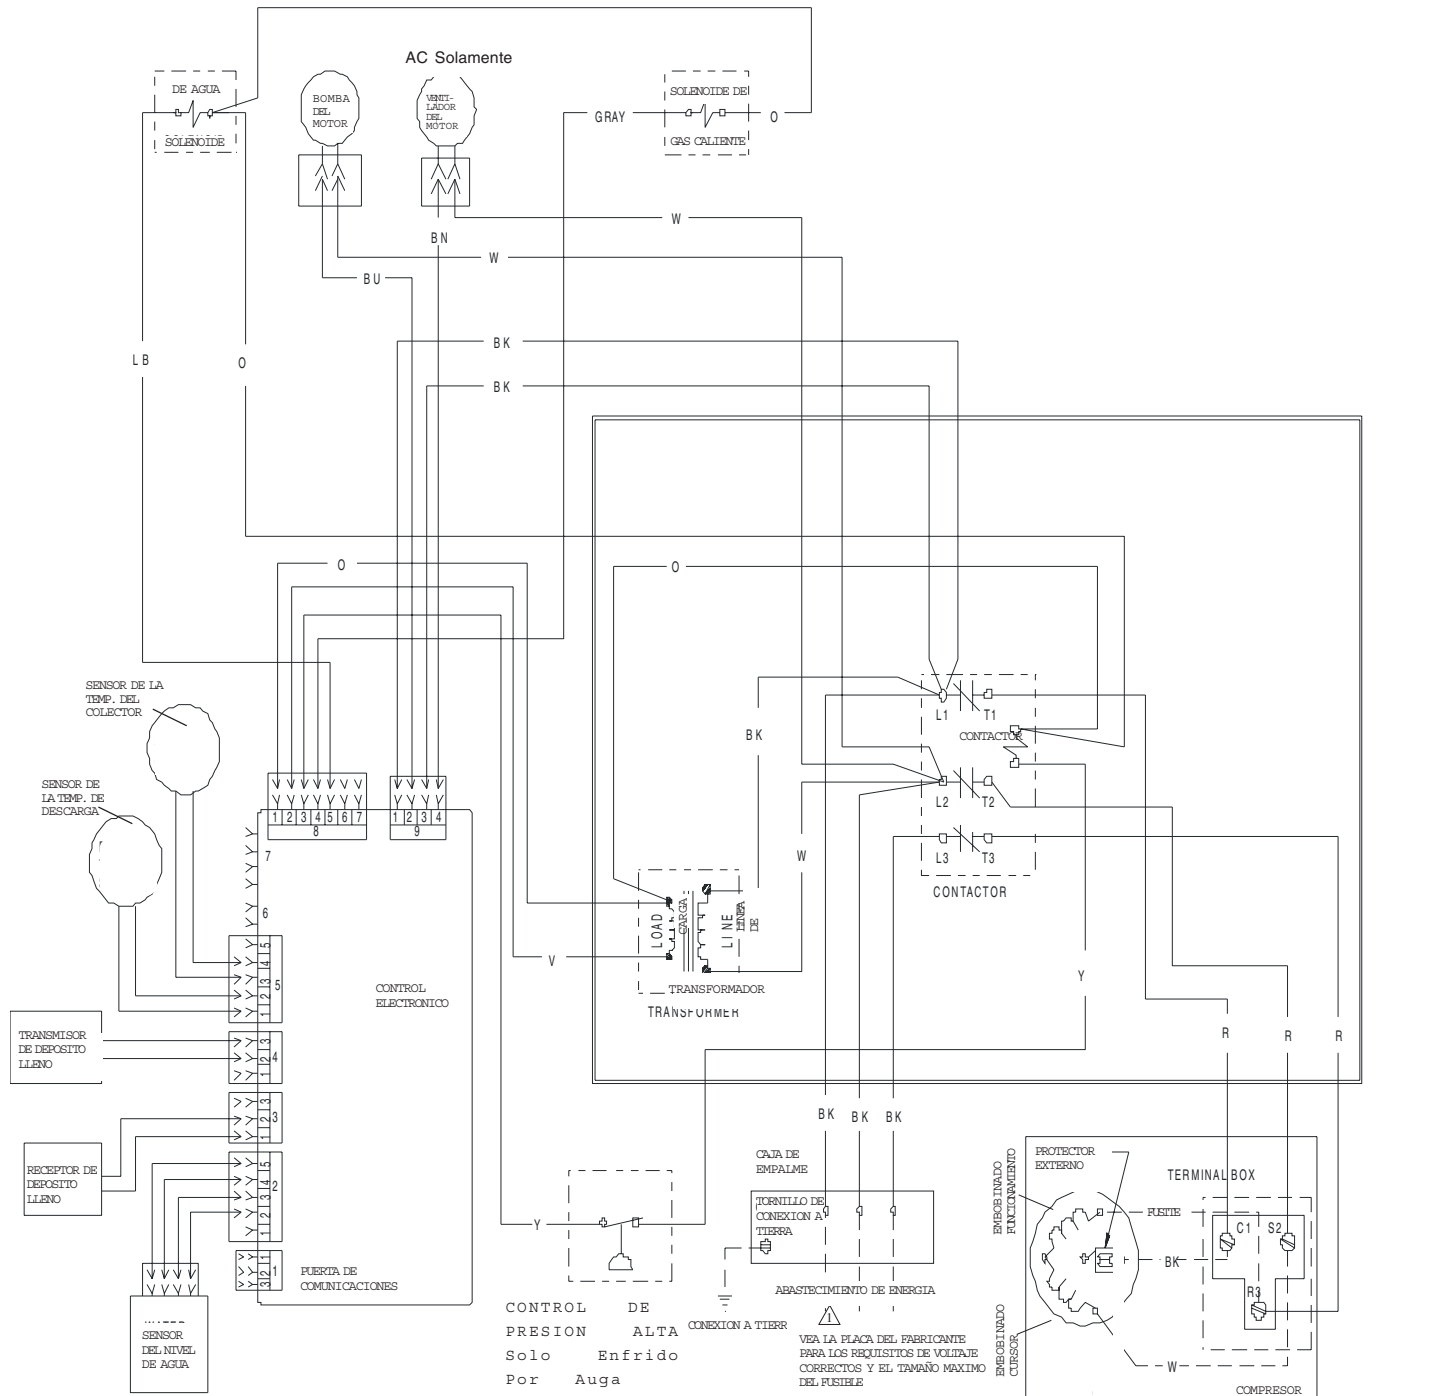 AC Solamente
DE AGUA
SOLENOIDE
BOMBA
DEL
MOTOR
VENTI-
LADOR
DEL
MOTOR
SOLENOIDE DE
GAS CALIENTE
GRAY
O
W
BN
W
BU
LB
O
BK
BK
O
O
SENSOR DE LA
TEMP. DEL
COLECTOR
SENSOR DE
LA TEMP. DE
DESCARGA
BK
L1
T1
CONTACTOR
L2
T2
L3
T3
CONTACTOR
1 2 3 4 5 6 7
8
1 2 3 4
9
7
6
5
4
3
2
1
5
W
LOAD
CARGA
LINE
LINEA
DE
TRANSFORMADOR
TRANSFORMER
V
Y
CONTROL
ELECTRONICO
TRANSMISOR
DE DEPOSITO
LLENO
3
2
1
4
R
R
R
RECEPTOR DE
DEPOSITO
LLENO
3
2
1
3
5
4
3
2
1
2
1
2
3
1
PUERTA DE
COMUNICACIONES
SENSOR
DEL NIVEL
DE AGUA
Y
CONTROL DE
PRESION ALTA
Solo Enfrido
Por Auga
BK
BK
BK
CAJA DE
EMPALME
TORNILLO DE
CONEXION A
TIERRA
ABASTECIMIENTO DE ENERGIA
CONEXION A TIERR
1
VEA LA PLACA DEL FABRICANTE
PARA LOS REQUISITOS DE VOLTAJE
CORRECTOS Y EL TAMAÑO MAXIMO
DEL FUSIBLE
EMBOBINADO
FUNCIONAMIENTO
PROTECTOR
EXTERNO
TERMINAL BOX
FUSITE
C1
S2
BK
R3
EMBOBINADO
CURSOR
W
COMPRESOR